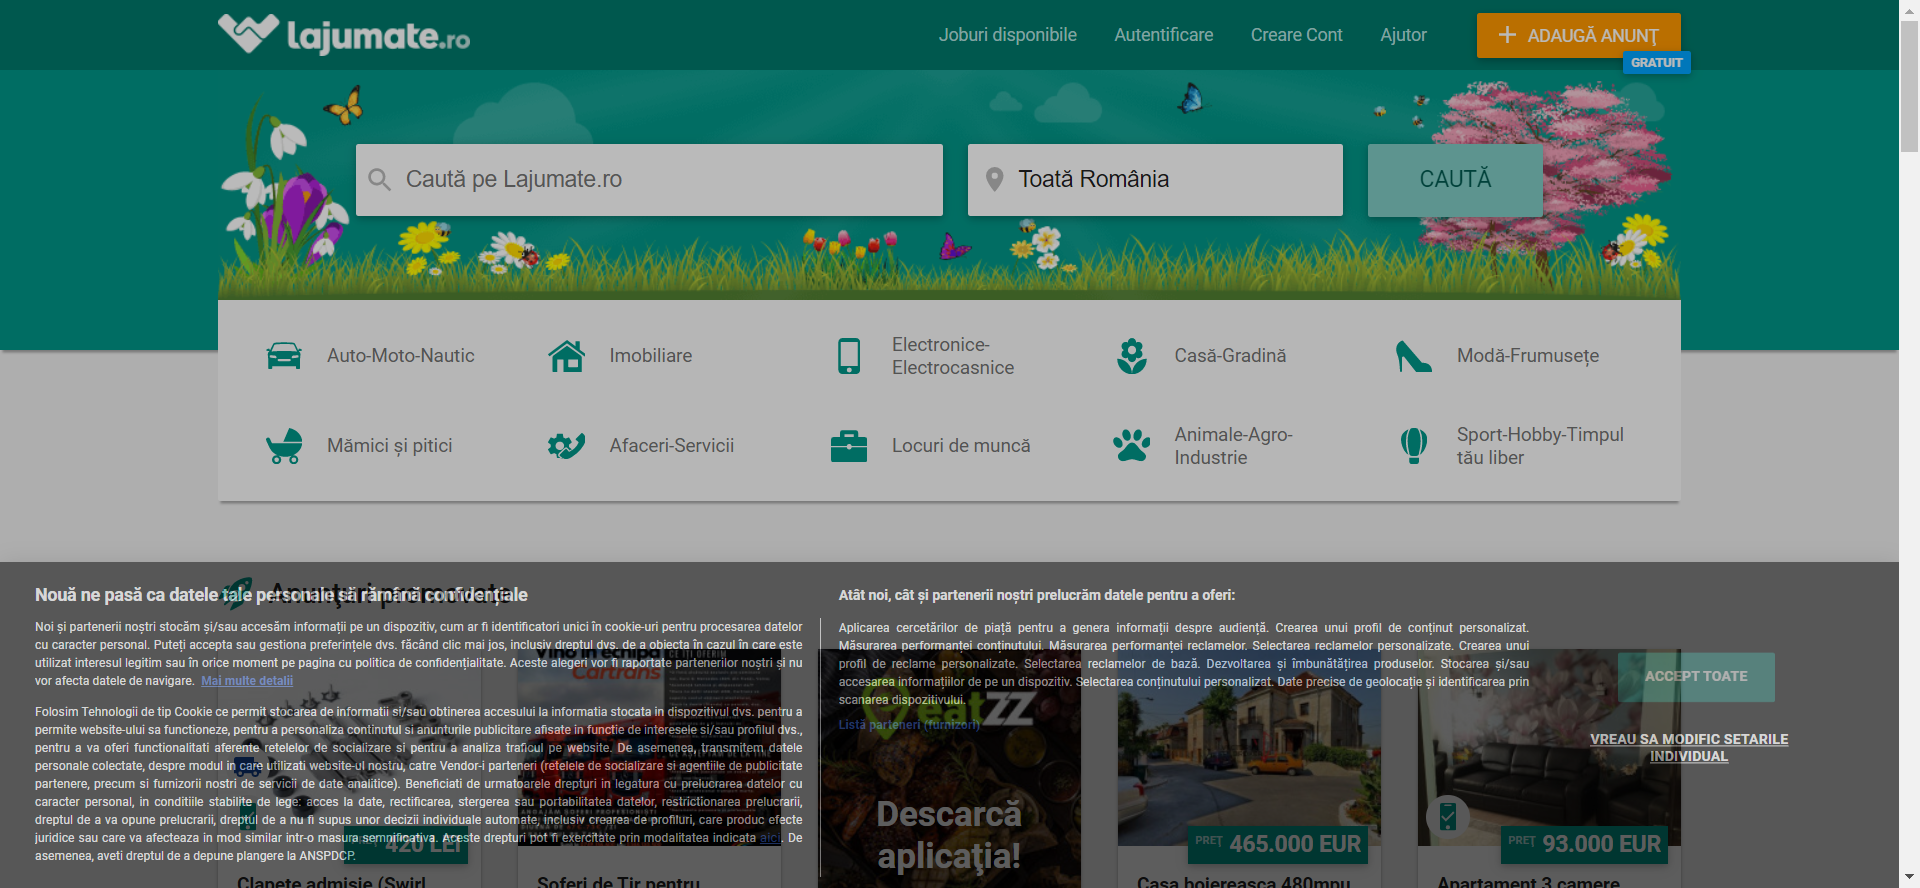 lajumate.ro
Joburi disponibile
Autentificare
Creare Cont
Ajutor
ADAUGĂ ANUNȚ
GRATUIT
Caută pe Lajumate.ro
Toată România
CAUTĂ
Auto-Moto-Nautic
Imobiliare
Electronice-
Electrocasnice
Casă-Gradină
Modă-Frumusețe
Mămici și pitici
Afaceri-Servicii
Locuri de muncă
Animale-Agro-
Industrie
Sport-Hobby-Timpul
tău liber
Nouă ne pasă ca datele tale personale să rămână confidențiale
Noi și partenerii noștri stocăm și/sau accesăm informații pe un dispozitiv, cum ar fi identificatori unici în cookie-uri pentru procesarea datelor
cu caracter personal. Puteți accepta sau gestiona preferințele dvs. făcând clic mai jos, inclusiv dreptul dvs. de a obiecta în cazul în care este
utilizat interesul legitim sau în orice moment pe pagina cu politica de confidențialitate. Aceste alegeri vor fi raportate partenerilor noștri și nu
vor afecta datele de navigare. Mai multe detalii
Folosim Tehnologii de tip Cookie ce permit stocarea de informatii si/sau obtinerea accesului la informatia stocata in dispozitivul dvs. pentru a
permite website-ului sa functioneze, pentru a personaliza continutul si anunturile publicitare afisate in functie de interesele si/sau profilul dvs.,
pentru a va oferi functionalitati aferente retelelor de socializare si pentru a analiza traficul pe website. De asemenea, transmitem datele
personale colectate, despre modul in care utilizati website-ul nostru, catre Vendor-i parteneri (retelele de socializare si agentiile de publicitate
partenere, precum si furnizorii nostri de servicii de date analitice). Beneficiati de urmatoarele drepturi in legatura cu prelucrarea datelor cu
caracter personal, in conditiile stabilite de lege: acces la date, rectificarea, stergerea sau portabilitatea datelor, restrictionarea prelucrarii,
dreptul de a va opune prelucrarii, dreptul de a nu fi supus unor decizii individuale automate, inclusiv crearea de profiluri, care produc efecte
juridice sau care va afecteaza in mod similar intr-o masura semnificativa. Aceste drepturi pot fi exercitate prin modalitatea indicata aici. De
asemenea, aveti dreptul de a depune plangere la ANSPDCP.
Atât noi, cât și partenerii noștri prelucrăm datele pentru a oferi:
Aplicarea cercetărilor de piață pentru a genera informații despre audiență. Crearea unui profil de conținut personalizat.
Măsurarea performanței conținutului. Măsurarea performanței reclamelor. Selectarea reclamelor personalizate. Crearea unui
profil de reclame personalizate. Selectarea reclamelor de bază. Dezvoltarea și îmbunătățirea produselor. Stocarea și/sau
accesarea informațiilor de pe un dispozitiv. Selectarea conținutului personalizat. Date precise de geolocație și identificarea prin
scanarea dispozitivului.
Listă parteneri (furnizori)
ACCEPT TOATE
VREAU SA MODIFIC SETARILE
INDIVIDUAL
Anunțuri promovate
Vino în echipa
Cartrans
eatzz
Descarcă
aplicația!
PREȚ 420 LEI
PREȚ 465.000 EUR
PREȚ 93.000 EUR
Clapete admisie (Swirl
Soferi de Tir pentru
Casa boiereasca 480mpu
Apartament 3 camere